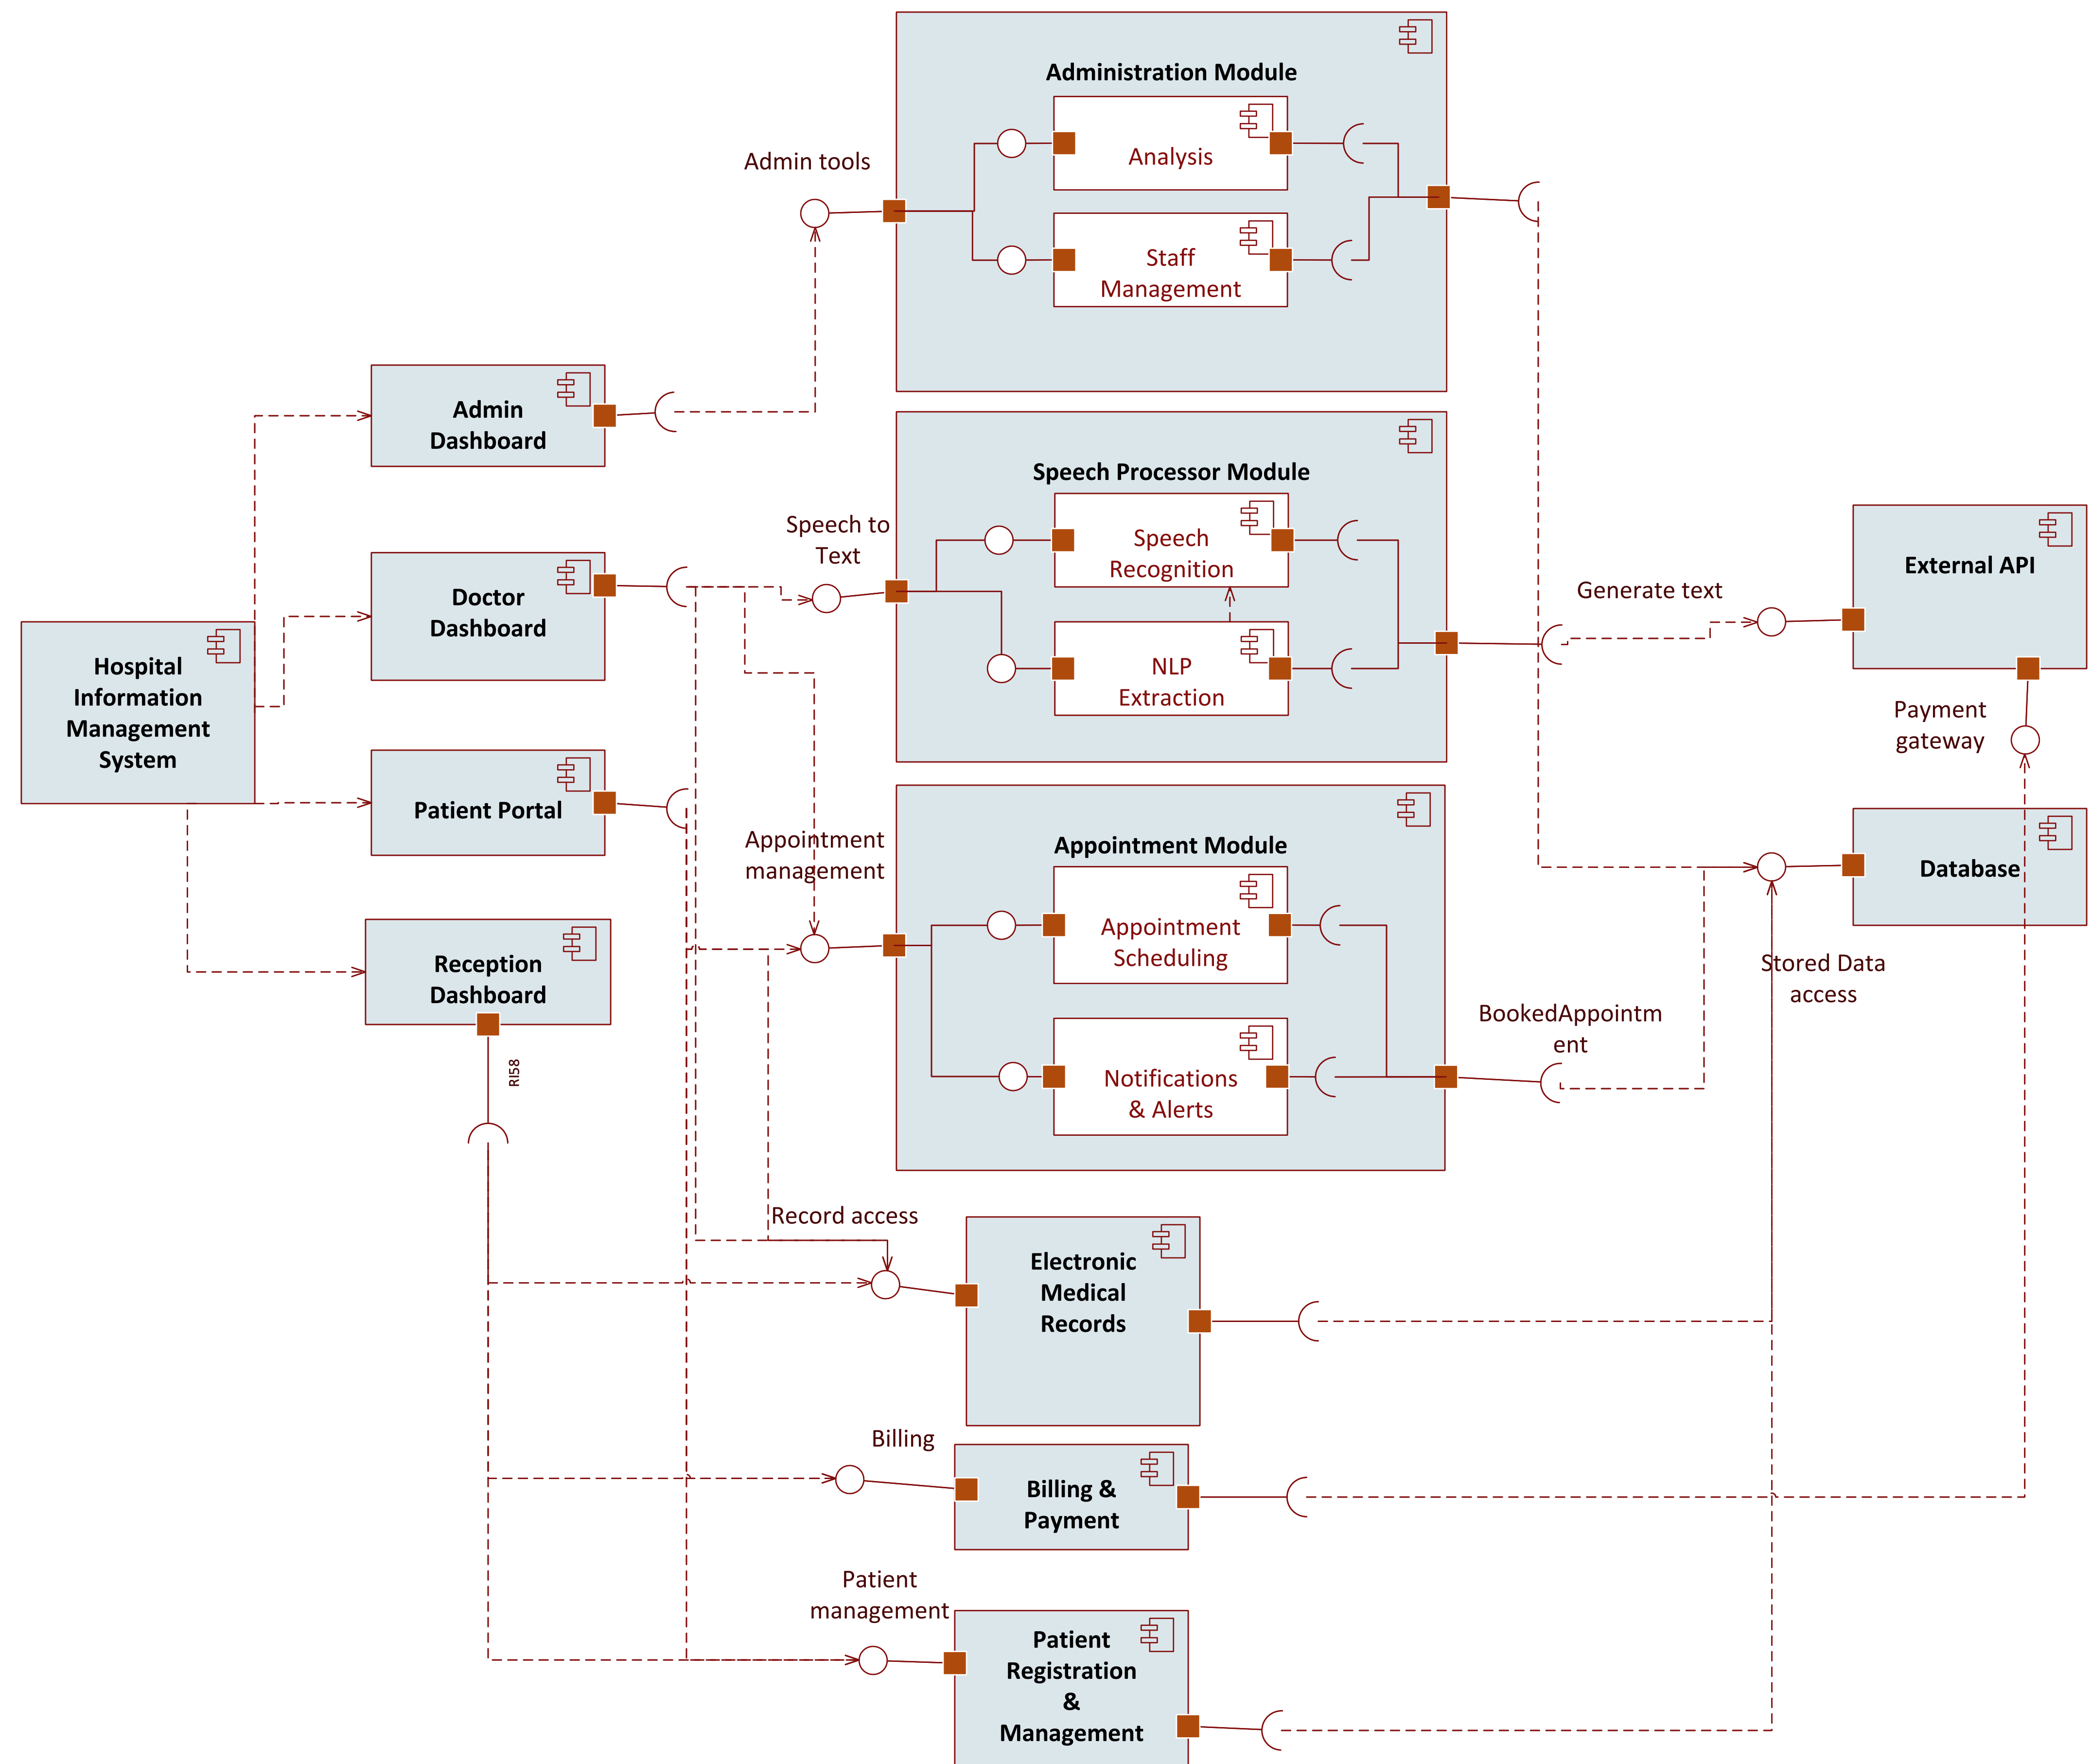 Administration Module
Analysis
Staff
Management
Admin tools
Admin
Dashboard
Speech Processor Module
Speech
Recognition
NLP
Extraction
Speech to
Text
Doctor
Dashboard
Generate text
External API
Payment
gateway
Hospital
Information
Management
System
Patient Portal
Appointment
management
Appointment Module
Appointment
Scheduling
Notifications
& Alerts
Database
Stored Data
access
BookedAppointm
ent
Reception
Dashboard
RI58
Record access
Electronic
Medical
Records
Billing
Billing &
Payment
Patient
management
Patient
Registration
&
Management